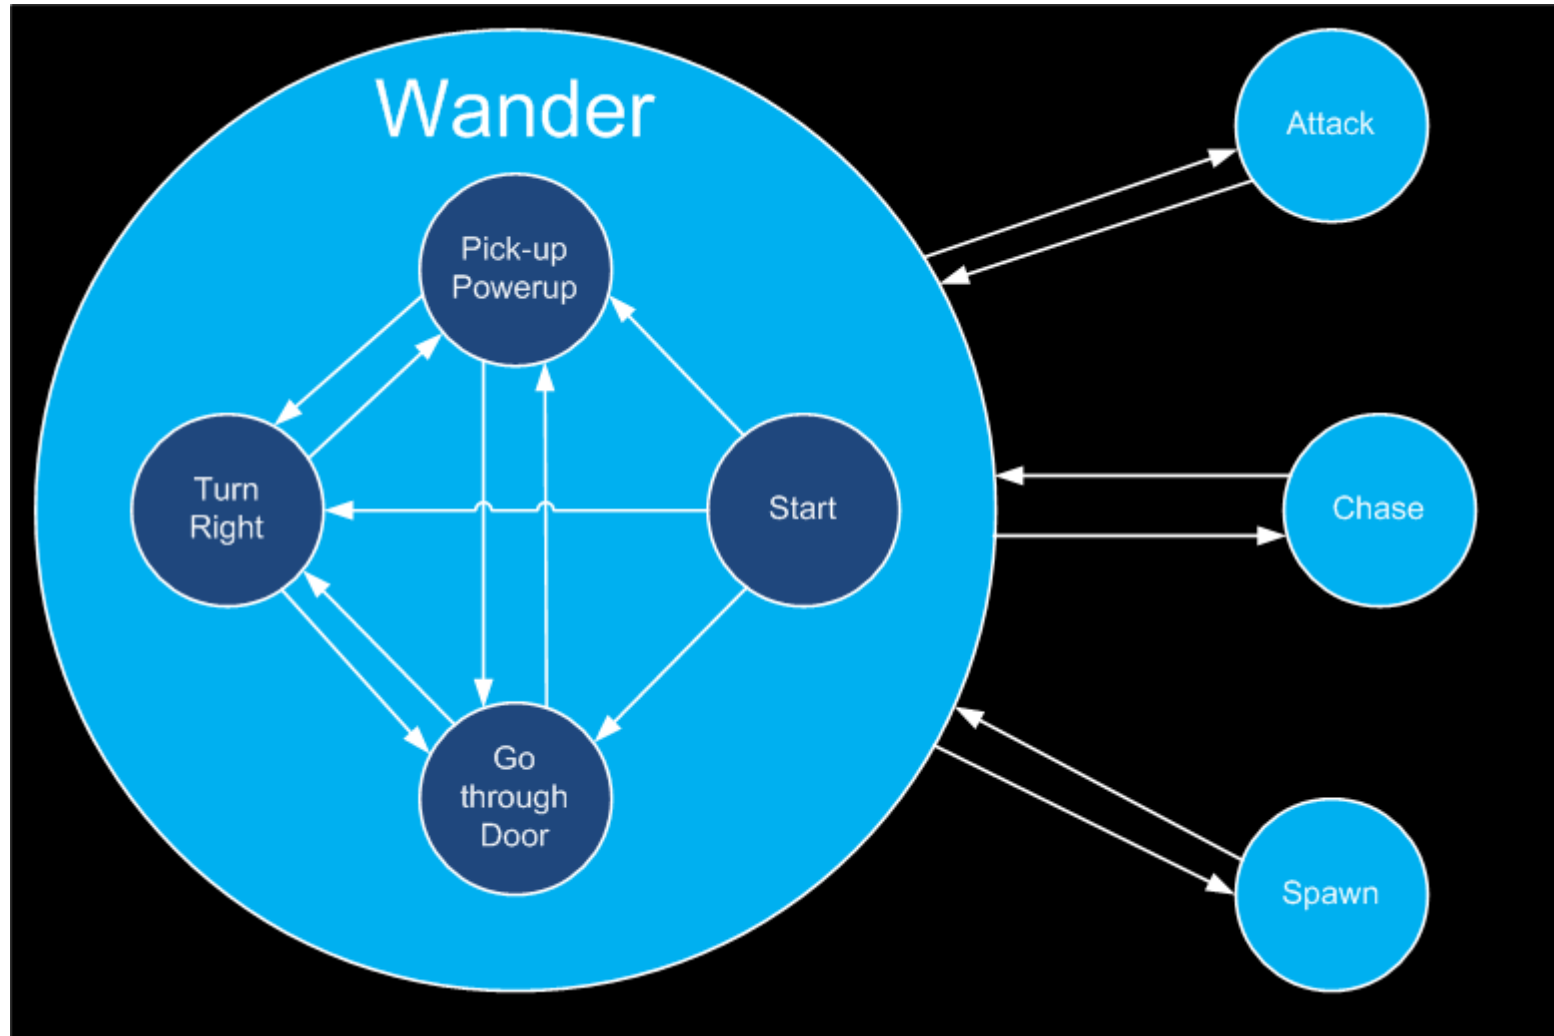 Wander
Attack
Pick-up
Powerup
Turn
Right
Start
Chase
Go
through
Door
Spawn